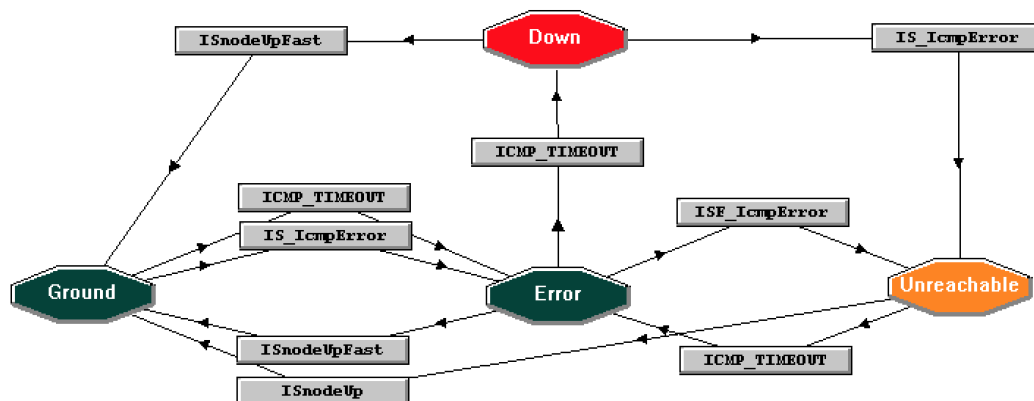 Down
ISnodeUpFast
IS_IcmpError
ICMP_TIMEOUT
ICMP_TIMEOUT
ISF_IcmpError
IS_IcmpError
Ground
Error
Unreachable
ISnodeUpFast
ICMP_TIMEOUT
ISnodeUp